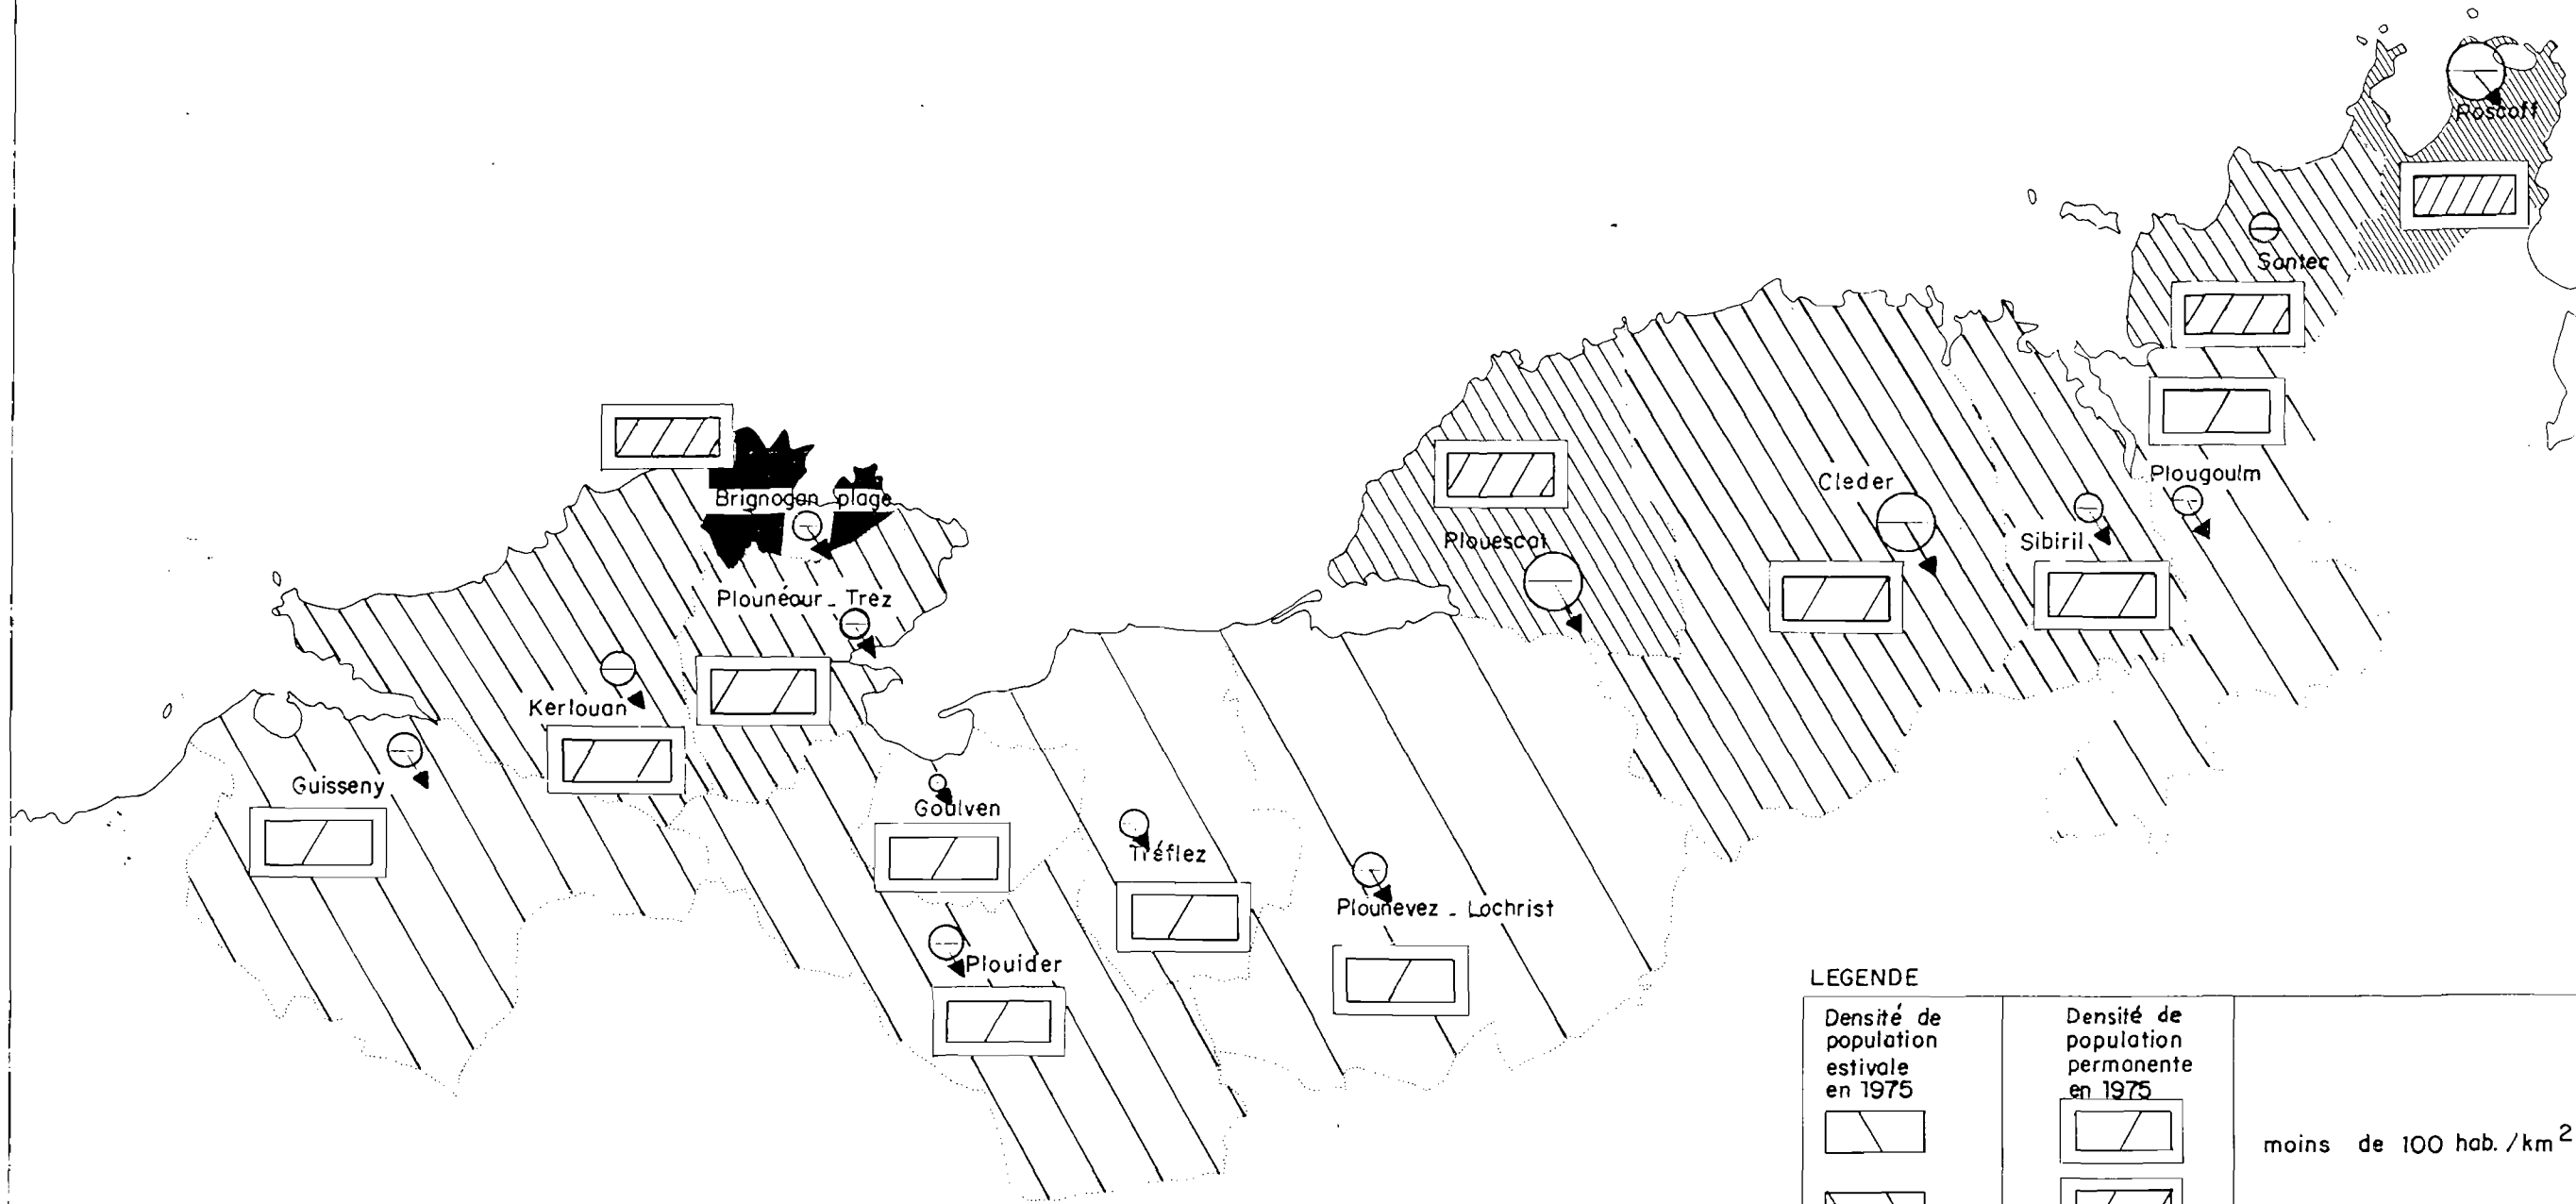 Roscoff
Santec
Brignogan plage
Plougoulm
Cleder
Sibiril
Plouescat
Plounéour _ Trez
Kerlouan
Guisseny
Goulven
Tréflez
Plounevez _ Lochrist
Plouider
LEGENDE
Densité de
population
estivale
en 1975
Densité de
population
permanente
en 1975
moins de 100 hab./km²